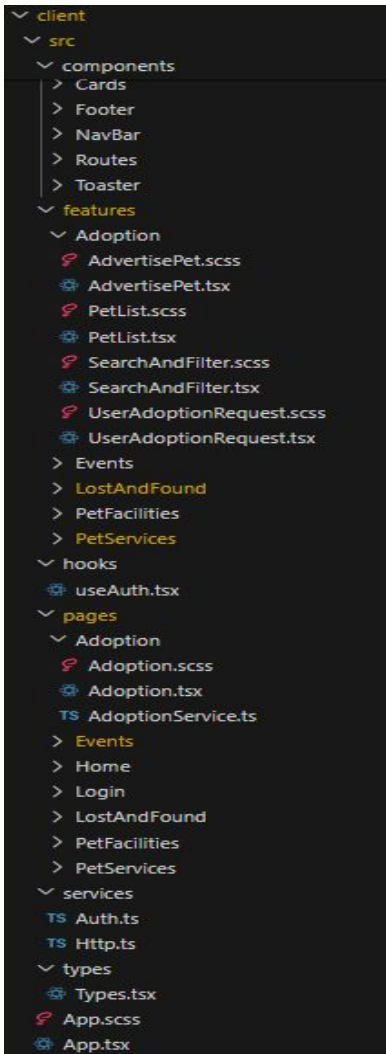 client
src
components
Cards
Footer
NavBar
Routes
Toaster
features
Adoption
AdvertisePet.scss
AdvertisePet.tsx
PetList.scss
PetList.tsx
SearchAndFilter.scss
SearchAndFilter.tsx
UserAdoptionRequest.scss
UserAdoptionRequest.tsx
Events
LostAndFound
PetFacilities
PetServices
hooks
useAuth.tsx
pages
Adoption
Adoption.scss
Adoption.tsx
TS AdoptionService.ts
Events
Home
Login
LostAndFound
PetFacilities
PetServices
services
TS Auth.ts
TS Http.ts
types
Types.tsx
App.scss
App.tsx